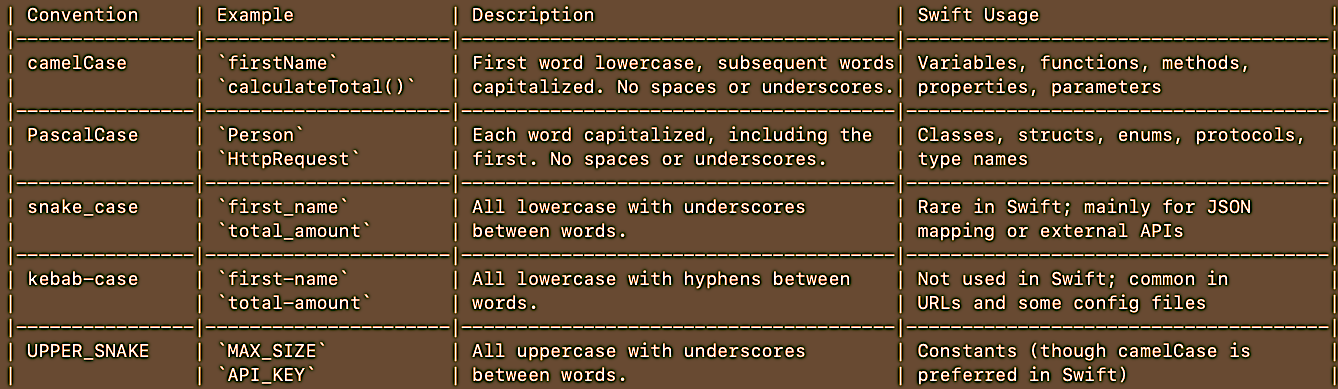 | Convention | Example | Description | Swift Usage |
|----------------|----------------------|---------------------------------------|--------------------------------------|
| camelCase | `firstName` | First word lowercase, subsequent words| Variables, functions, methods, |
| | `calculateTotal()` | capitalized. No spaces or underscores.| properties, parameters |
|----------------|----------------------|---------------------------------------|--------------------------------------|
| PascalCase | `Person` | Each word capitalized, including the | Classes, structs, enums, protocols, |
| | `HttpRequest` | first. No spaces or underscores. | type names |
|----------------|----------------------|---------------------------------------|--------------------------------------|
| snake_case | `first_name` | All lowercase with underscores | Rare in Swift; mainly for JSON |
| | `total_amount` | between words. | mapping or external APIs |
|----------------|----------------------|---------------------------------------|--------------------------------------|
| kebab-case | `first-name` | All lowercase with hyphens between | Not used in Swift; common in |
| | `total-amount` | words. | URLs and some config files |
|----------------|----------------------|---------------------------------------|--------------------------------------|
| UPPER_SNAKE | `MAX_SIZE` | All uppercase with underscores | Constants (though camelCase is |
| | `API_KEY` | between words. | preferred in Swift) |